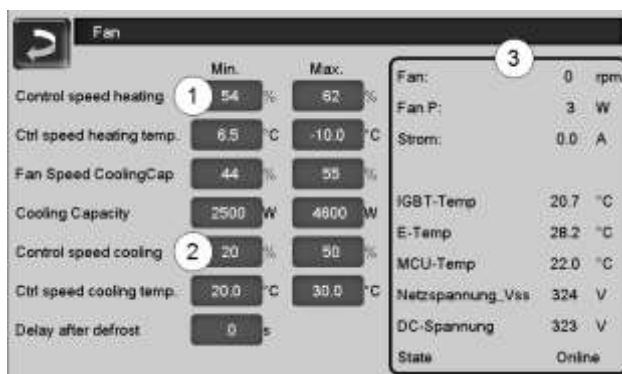 Fan
Min. Max.
Control speed heating 1 54 % 62 %
Ctrl speed heating temp. 6.5 °C -10.0 °C
Fan Speed CoolingCap 44 % 55 %
Cooling Capacity 2500 W 4600 W
Control speed cooling 2 20 % 50 %
Ctrl speed cooling temp. 20.0 °C 30.0 °C
Delay after defrost 0 s
3
Fan: 0 rpm
Fan P: 3 W
Strom: 0.0 A
IGBT-Temp 20.7 °C
E-Temp 28.2 °C
MCU-Temp 22.0 °C
Netzspannung_Vss 324 V
DC-Spannung 323 V
State Online